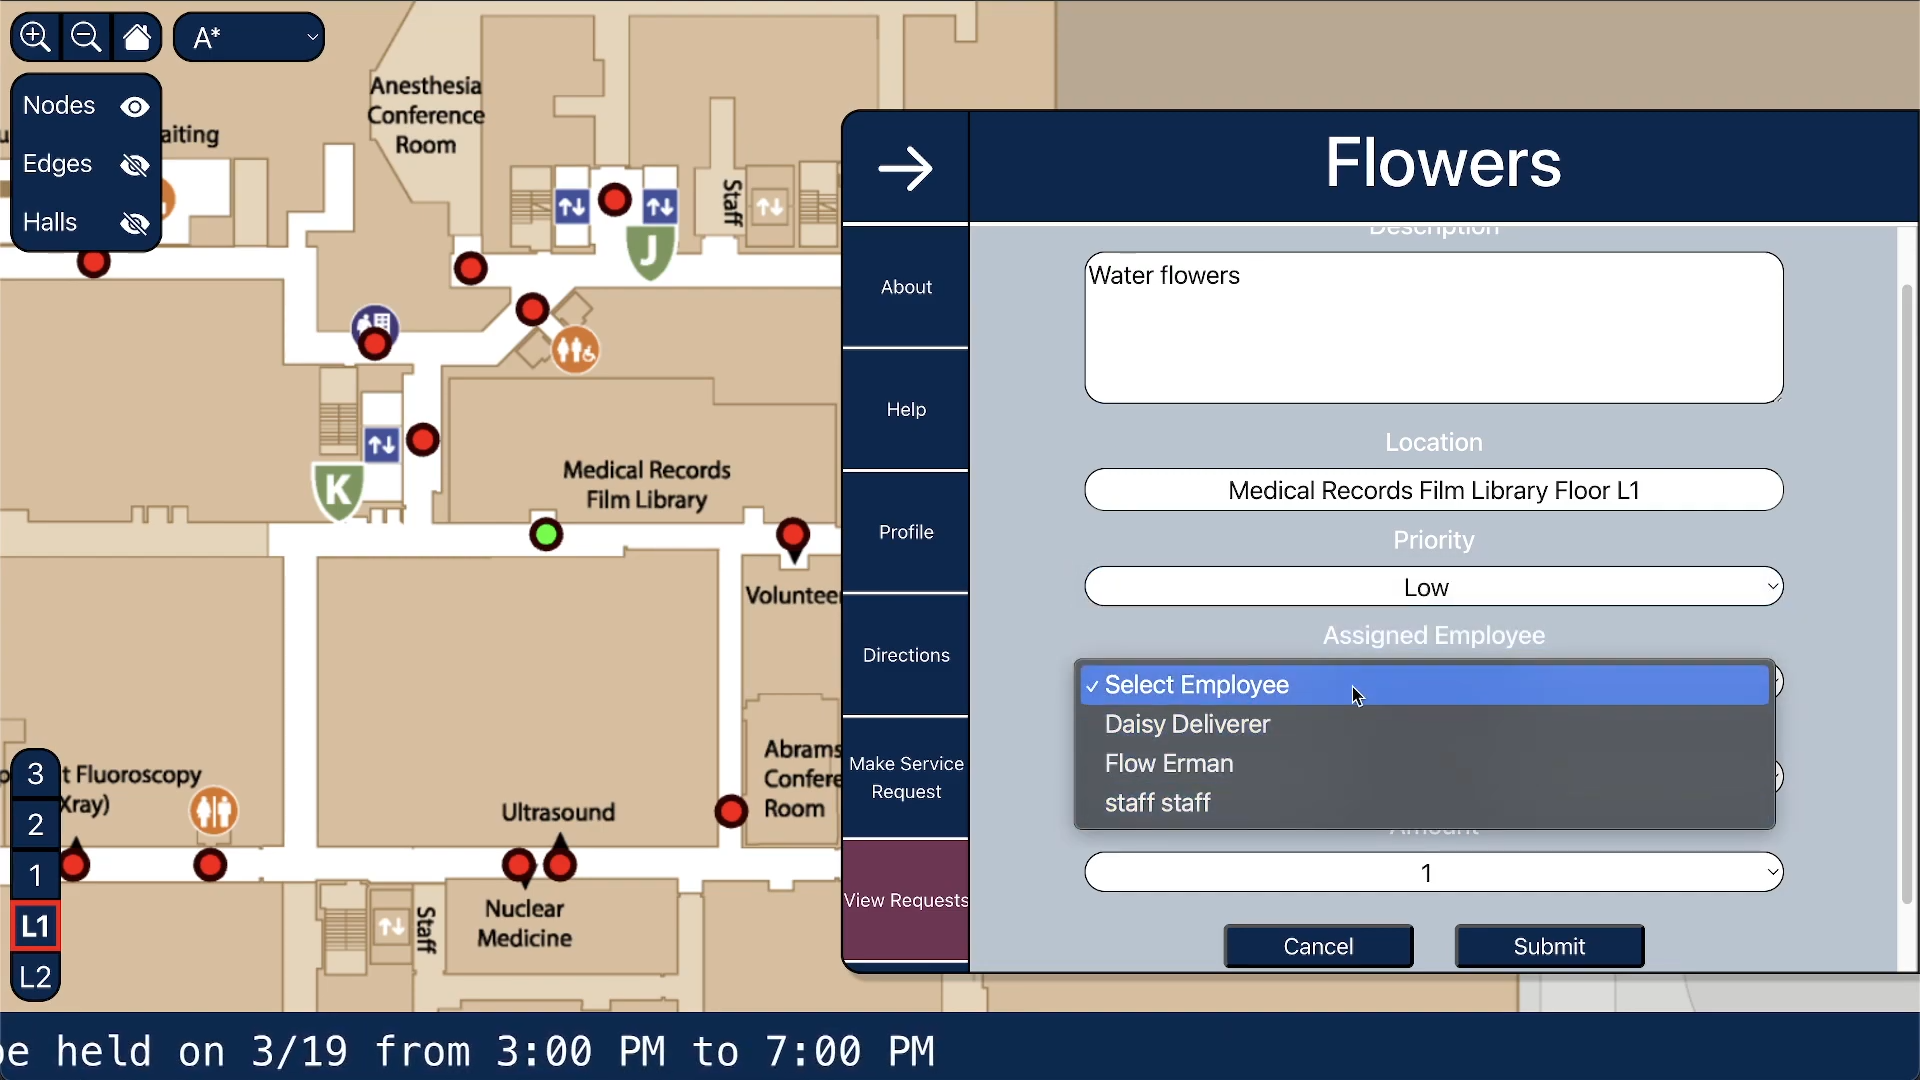 A*
Nodes
Edges
Halls
aiting
Anesthesia
Conference
Room
Staff
J
K
Medical Records
Film Library
Voluntee
Abrams
Confere
Room
t Fluoroscopy
Xray)
Ultrasound
Nuclear
Medicine
Staff
3
2
1
L1
L2
Flowers
About
Help
Profile
Directions
Make Service
Request
View Requests
Description
Water flowers
Location
Medical Records Film Library Floor L1
Priority
Low
Assigned Employee
✓ Select Employee
Daisy Deliverer
Flow Erman
staff staff
Amount
1
Cancel
Submit
be held on 3/19 from 3:00 PM to 7:00 PM